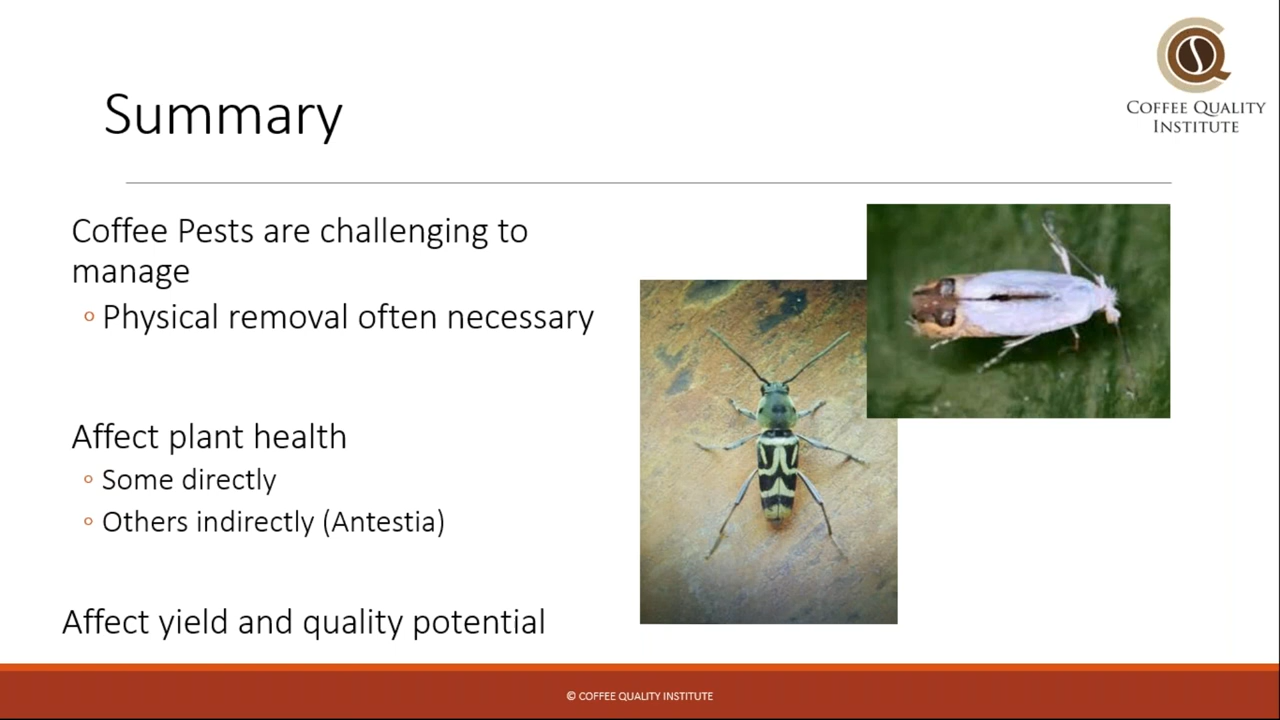 COFFEE QUALITY
INSTITUTE
Summary
Coffee Pests are challenging to
manage
◦ Physical removal often necessary
Affect plant health
◦ Some directly
◦ Others indirectly (Antestia)
Affect yield and quality potential
© COFFEE QUALITY INSTITUTE